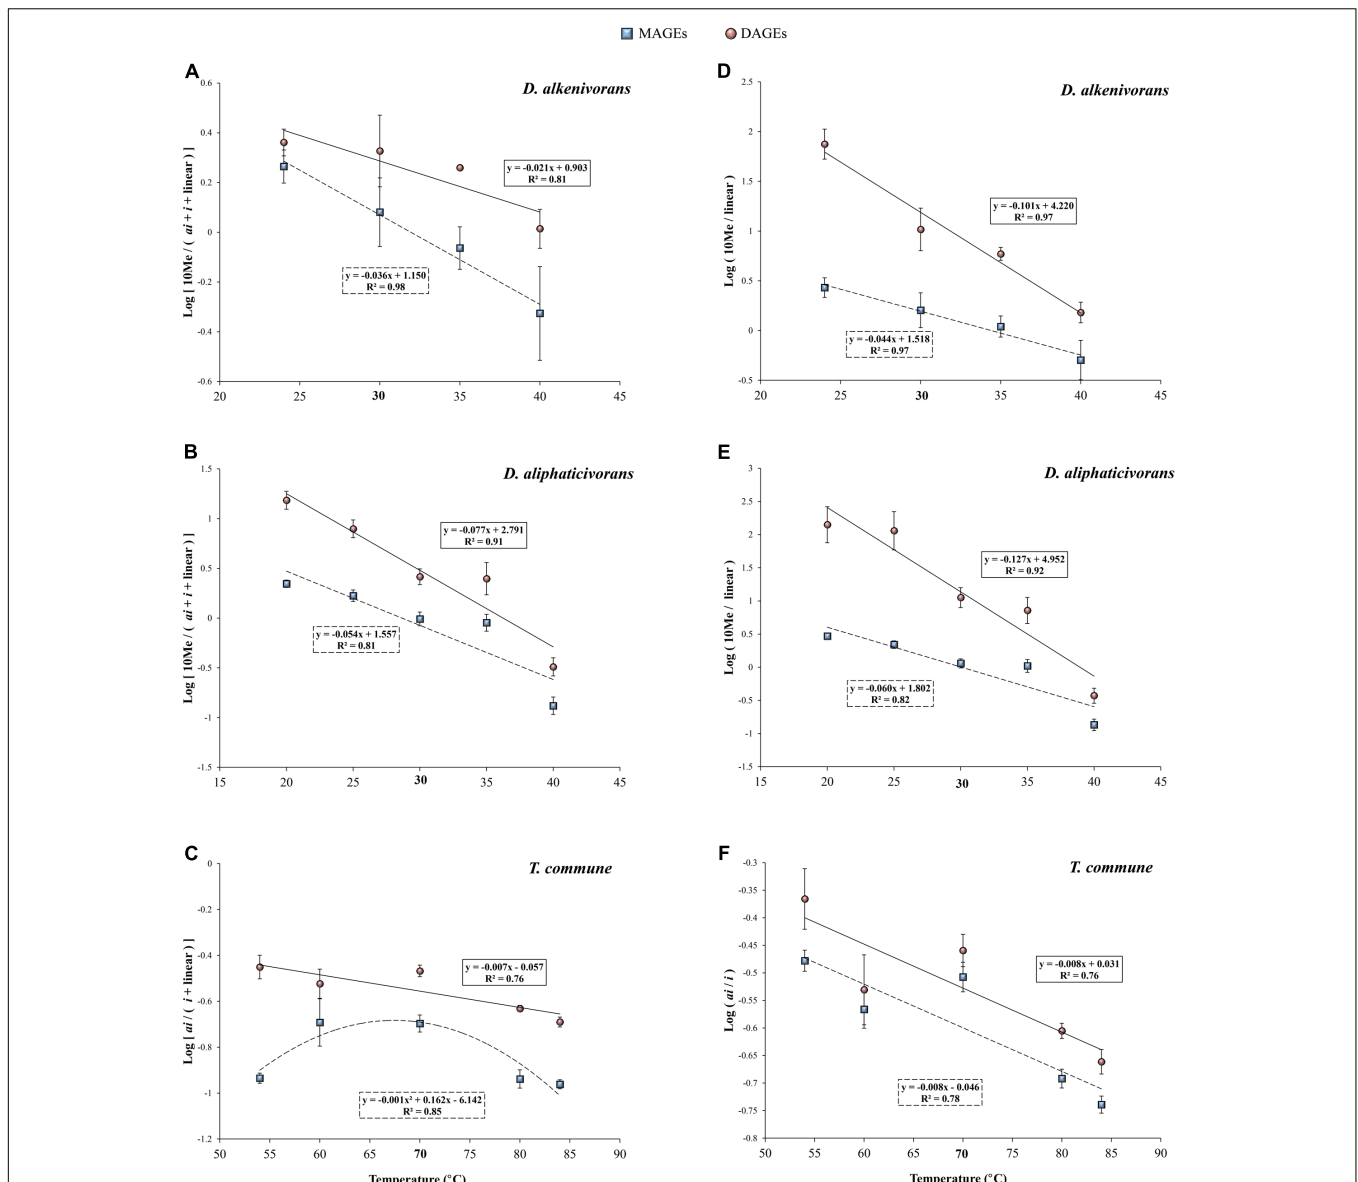 MAGEs DAGEs
A
D. alkenivorans
Log [ 10Me / ( ai + i + linear ) ]
0.6
0.4
0.2
0
-0.2
-0.4
-0.6
y = -0.021x + 0.903
R² = 0.81
y = -0.036x + 1.150
R² = 0.98
20 25 30 35 40 45
D
D. alkenivorans
Log ( 10Me / linear )
2.5
2
1.5
1
0.5
0
-0.5
y = -0.101x + 4.220
R² = 0.97
y = -0.044x + 1.518
R² = 0.97
20 25 30 35 40 45
B
D. aliphaticivorans
Log [ 10Me / ( ai + i + linear ) ]
1.5
1
0.5
0
-0.5
-1
-1.5
y = -0.077x + 2.791
R² = 0.91
y = -0.054x + 1.557
R² = 0.81
15 20 25 30 35 40 45
E
D. aliphaticivorans
Log ( 10Me / linear )
3
2.5
2
1.5
1
0.5
0
-0.5
-1
-1.5
y = -0.127x + 4.952
R² = 0.92
y = -0.060x + 1.802
R² = 0.82
15 20 25 30 35 40 45
C
T. commune
Log [ ai / ( i + linear ) ]
0
-0.2
-0.4
-0.6
-0.8
-1
-1.2
y = -0.007x - 0.057
R² = 0.76
y = -0.001x² + 0.162x - 6.142
R² = 0.85
50 55 60 65 70 75 80 85 90
Temperature (°C)
F
T. commune
Log ( ai / i )
-0.3
-0.35
-0.4
-0.45
-0.5
-0.55
-0.6
-0.65
-0.7
-0.75
-0.8
y = -0.008x + 0.031
R² = 0.76
y = -0.008x - 0.046
R² = 0.78
50 55 60 65 70 75 80 85 90
Temperature (°C)